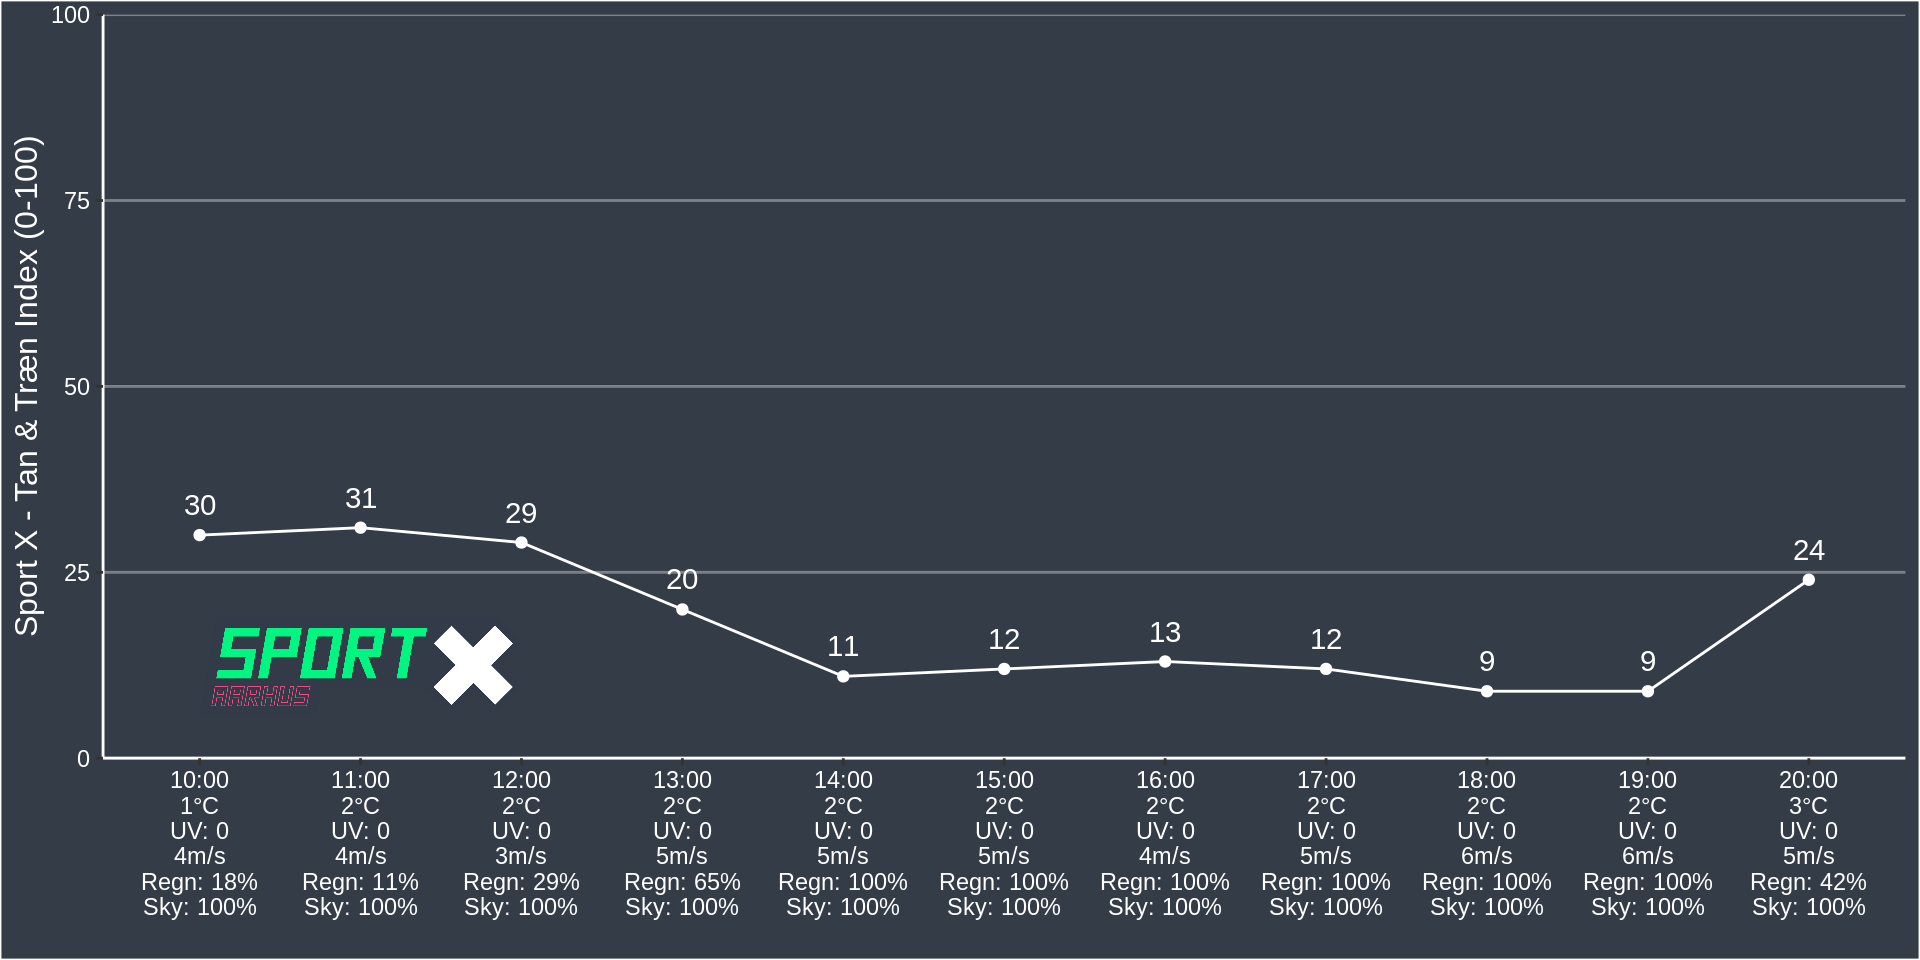 Sport X - Tan & Træn Index (0-100)
100
75
50
25
0
30
31
29
20
11
12
13
12
9
9
24
SPORT X
AARHUS
10:00 11:00 12:00 13:00 14:00 15:00 16:00 17:00 18:00 19:00 20:00
1°C 2°C 2°C 2°C 2°C 2°C 2°C 2°C 2°C 2°C 3°C
UV: 0 UV: 0 UV: 0 UV: 0 UV: 0 UV: 0 UV: 0 UV: 0 UV: 0 UV: 0 UV: 0
4m/s 4m/s 3m/s 5m/s 5m/s 5m/s 4m/s 5m/s 6m/s 6m/s 5m/s
Regn: 18% Regn: 11% Regn: 29% Regn: 65% Regn: 100% Regn: 100% Regn: 100% Regn: 100% Regn: 100% Regn: 100% Regn: 42%
Sky: 100% Sky: 100% Sky: 100% Sky: 100% Sky: 100% Sky: 100% Sky: 100% Sky: 100% Sky: 100% Sky: 100% Sky: 100%